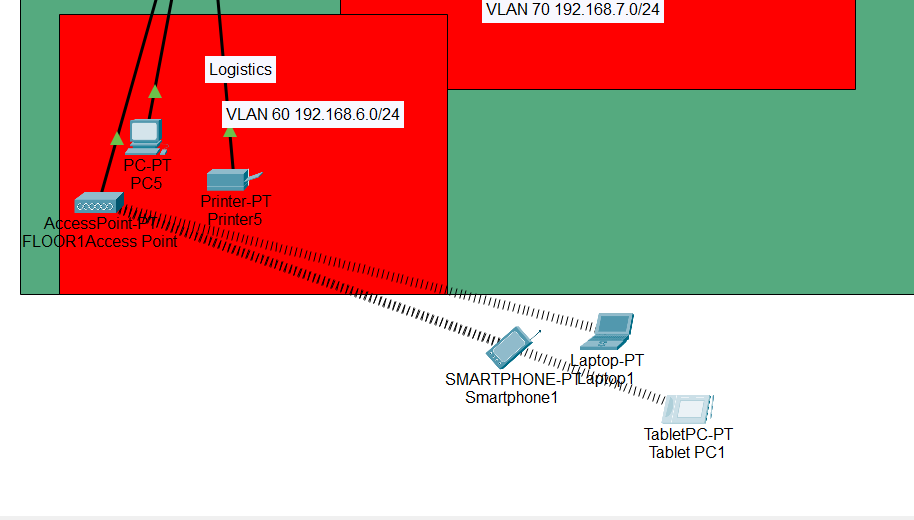 VLAN 70 192.168.7.0/24
Logistics
VLAN 60 192.168.6.0/24
PC-PT
PC5
Printer-PT
Printer5
AccessPoint-PT
FLOOR1Access Point
Laptop-PT
Laptop1
SMARTPHONE-PT
Smartphone1
TabletPC-PT
Tablet PC1